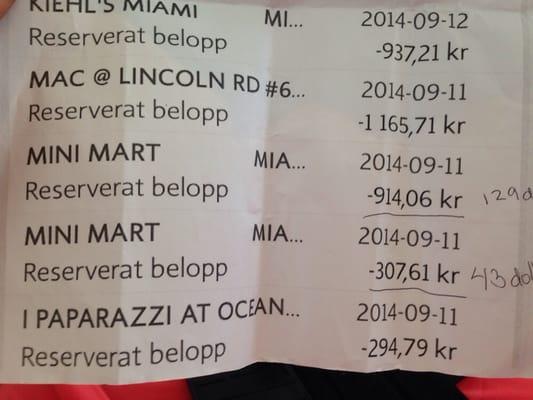 KIEHL'S MIAMI MI... 2014-09-12
Reserverat belopp -937,21 kr
MAC @ LINCOLN RD #6... 2014-09-11
Reserverat belopp -1 165,71 kr
MINI MART MIA... 2014-09-11
Reserverat belopp -914,06 kr 129d
MINI MART MIA... 2014-09-11
Reserverat belopp -307,61 kr 43 doll
I PAPARAZZI AT OCEAN... 2014-09-11
Reserverat belopp -294,79 kr